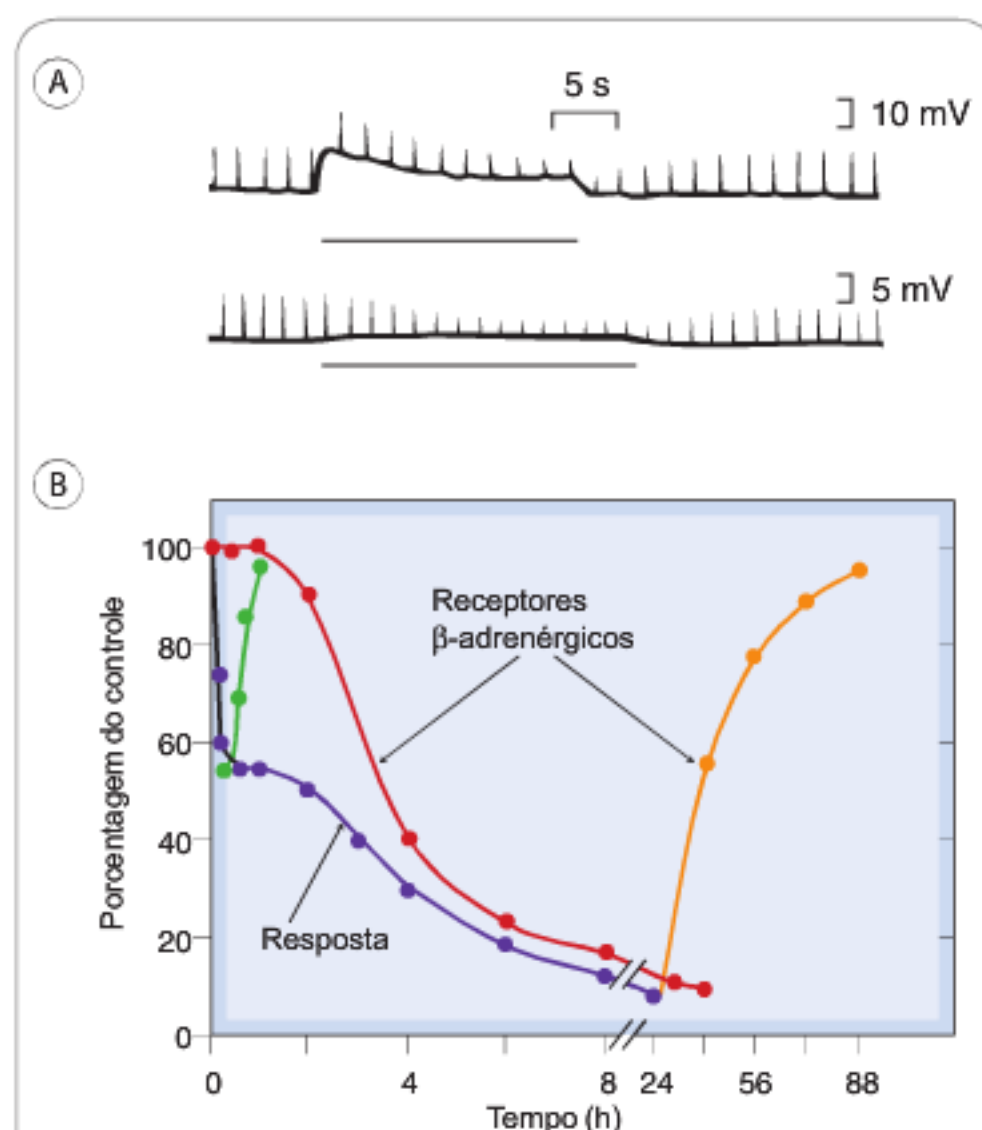 A
5 s
10 mV
5 mV
B
Porcentagem do controle
100
80
60
40
20
0
Receptores
β-adrenérgicos
Resposta
0 4 8 24 56 88
Tempo (h)